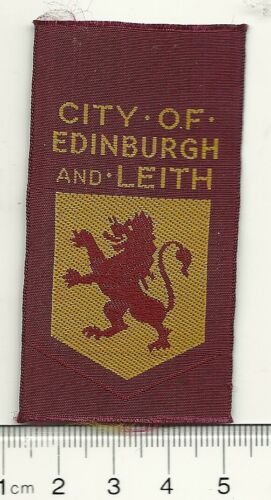 CITY · OF ·
EDINBURGH
AND · LEITH
1cm 2 3 4 5